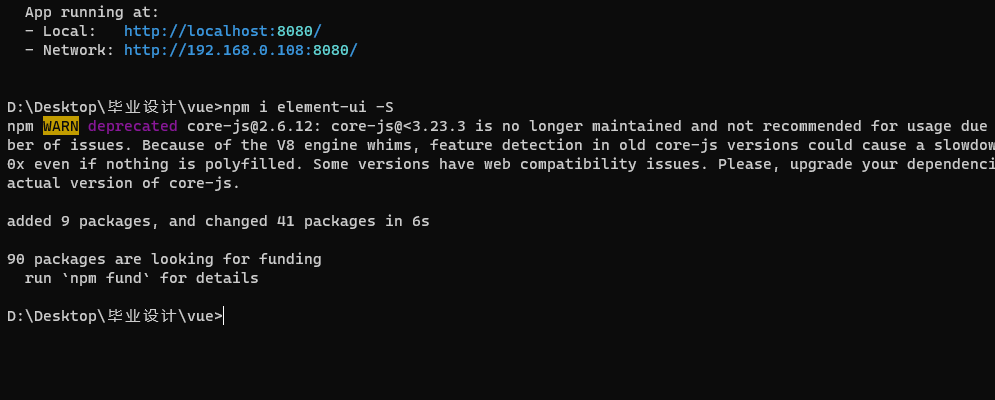 App running at:
- Local:   http://localhost:8080/
- Network: http://192.168.0.108:8080/
D:\Desktop\毕业设计\vue>npm i element-ui -S
npm WARN deprecated core-js@2.6.12: core-js@<3.23.3 is no longer maintained and not recommended for usage due
ber of issues. Because of the V8 engine whims, feature detection in old core-js versions could cause a slowdow
0x even if nothing is polyfilled. Some versions have web compatibility issues. Please, upgrade your dependenci
actual version of core-js.
added 9 packages, and changed 41 packages in 6s
90 packages are looking for funding
run `npm fund` for details
D:\Desktop\毕业设计\vue>